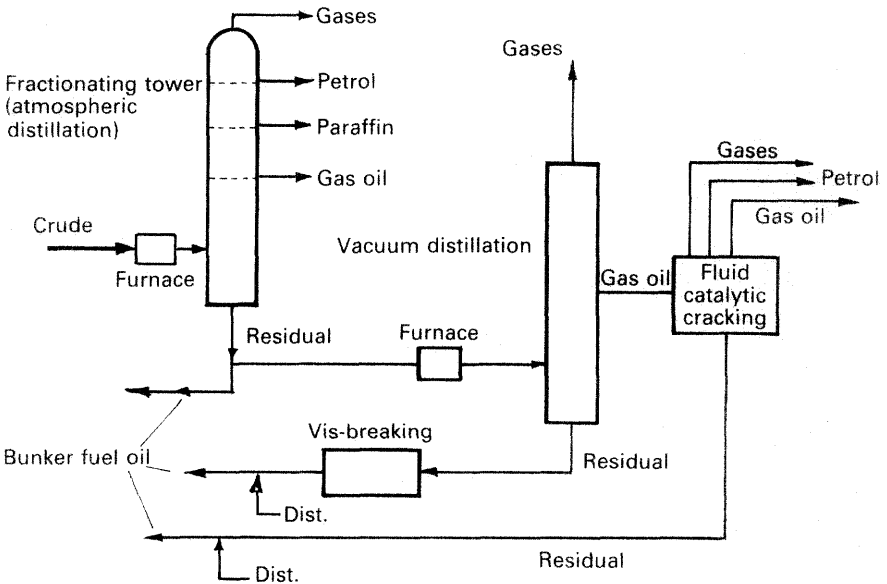 Gases
Fractionating tower
(atmospheric
distillation)
Petrol
Paraffin
Gas oil
Crude
Furnace
Residual
Gases
Vacuum distillation
Furnace
Gas oil
Gases
Petrol
Gas oil
Fluid
catalytic
cracking
Vis-breaking
Bunker fuel oil
Residual
Dist.
Residual
Dist.